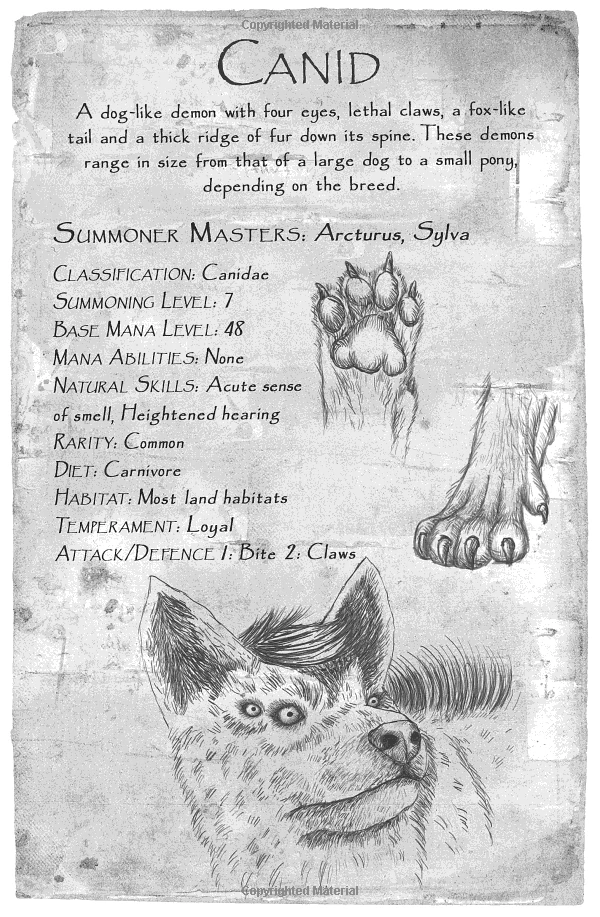 Copyrighted Material
CANID
A dog-like demon with four eyes, lethal claws, a fox-like
tail and a thick ridge of fur down its spine. These demons
range in size from that of a large dog to a small pony,
depending on the breed.
SUMMONER MASTERS: Arcturus, Sylva
CLASSIFICATION: Canidae
SUMMONING LEVEL: 7
BASE MANA LEVEL: 48
MANA ABILITIES: None
NATURAL SKILLS: Acute sense
of smell, Heightened hearing
RARITY: Common
DIET: Carnivore
HABITAT: Most land habitats
TEMPERAMENT: Loyal
ATTACK/DEFENCE 1: Bite 2: Claws
Copyrighted Material